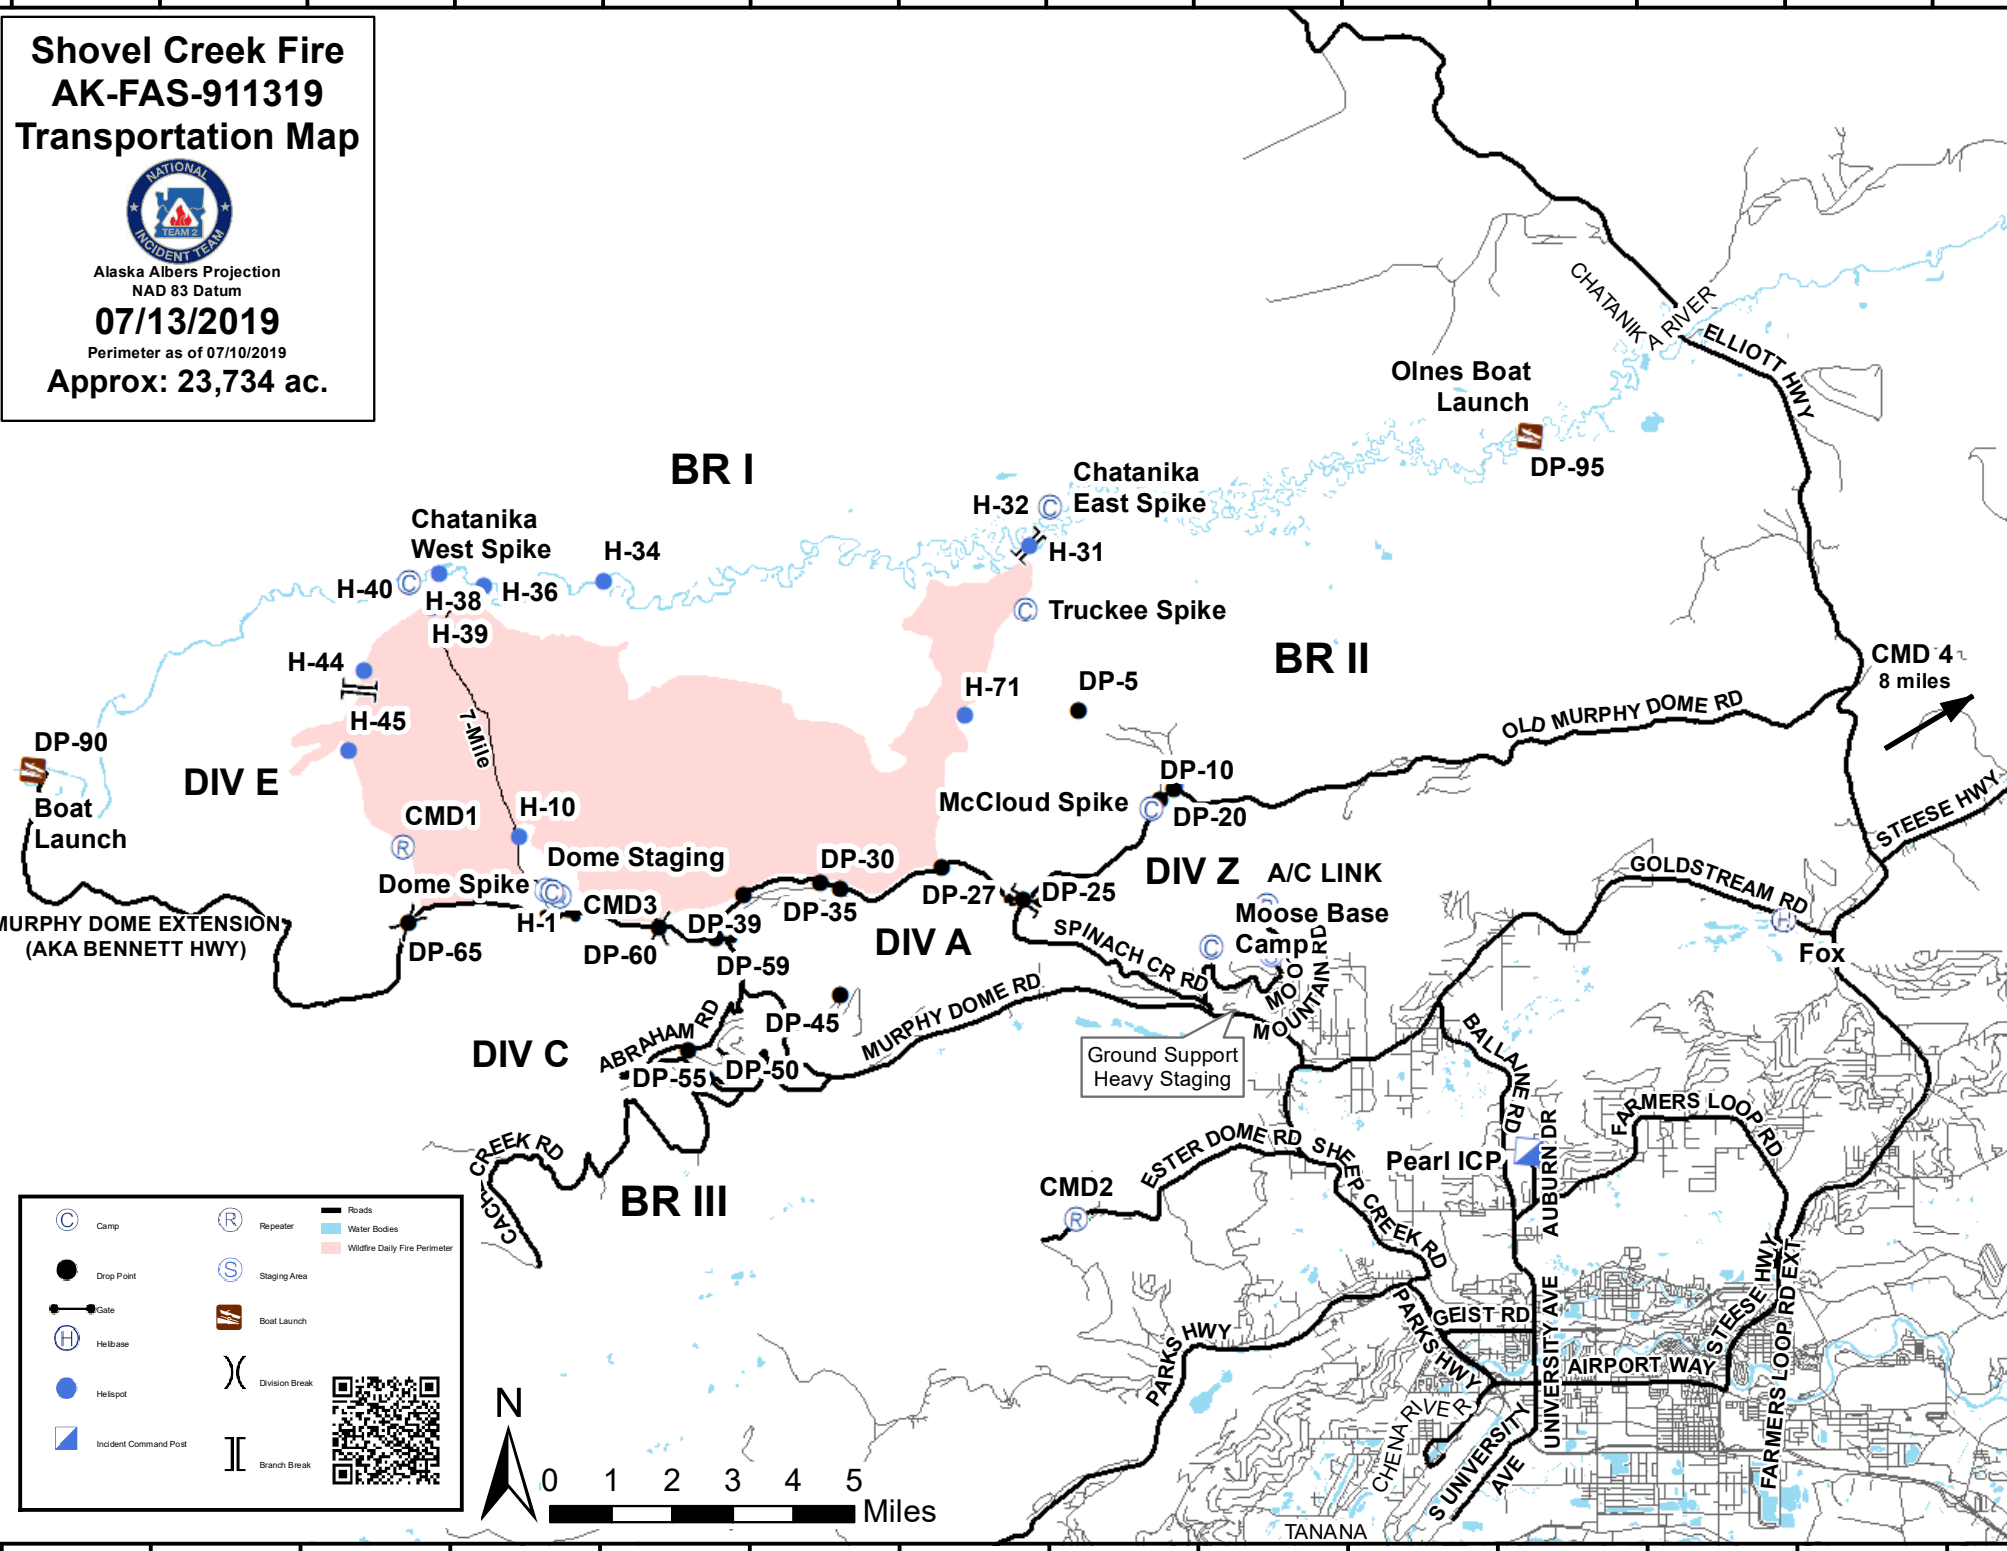 Shovel Creek Fire
AK-FAS-911319
Transportation Map
NATIONAL
TEAM 2
INCIDENT TEAM
Alaska Albers Projection
NAD 83 Datum
07/13/2019
Perimeter as of 07/10/2019
Approx: 23,734 ac.
CHATANIKA RIVER
ELLIOTT HWY
Olnes Boat
Launch
DP-95
BR I
Chatanika
East Spike
H-32
H-31
Chatanika
West Spike
H-34
H-40
H-38
H-36
H-39
Truckee Spike
H-44
BR II
CMD 4
8 miles
H-71
DP-5
H-45
7-Mile
OLD MURPHY DOME RD
DP-90
Boat
Launch
DIV E
DP-10
McCloud Spike
DP-20
STEESE HWY
CMD1
H-10
Dome Staging
DP-30
DIV Z
A/C LINK
GOLDSTREAM RD
Dome Spike
DP-27
DP-25
MURPHY DOME EXTENSION
(AKA BENNETT HWY)
H-1
CMD3
DP-35
DP-39
Moose Base
Camp
DP-65
DP-60
DIV A
SPINACH CR RD
Fox
DP-59
MOO
MOUNTAIN RD
DP-45
MURPHY DOME RD
ABRAHAM RD
DIV C
DP-55
DP-50
Ground Support
Heavy Staging
BALLAINE RD
FARMERS LOOP RD
CACHE CREEK RD
ESTER DOME RD
SHEEP CREEK RD
Pearl ICP
AUBURN DR
CMD2
BR III
Camp
Repeater
Roads
Water Bodies
Wildfire Daily Fire Perimeter
Drop Point
Staging Area
Gate
Boat Launch
Helibase
Division Break
Helispot
Incident Command Post
Branch Break
N
0 1 2 3 4 5
Miles
PARKS HWY
PARKS HWY
GEIST RD
UNIVERSITY AVE
AIRPORT WAY
STEESE HWY
FARMERS LOOP RD EXT
CHENA RIVER
S UNIVERSITY
AVE
TANANA